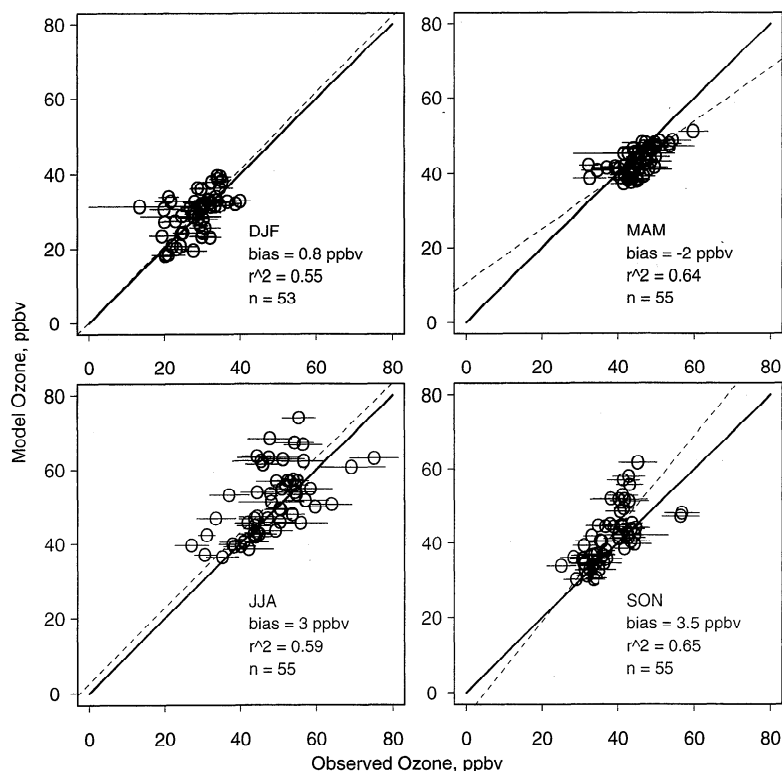 80
60
40
20
0
DJF
bias = 0.8 ppbv
r^2 = 0.55
n = 53
0
20
40
60
80
80
60
40
20
0
MAM
bias = -2 ppbv
r^2 = 0.64
n = 55
0
20
40
60
80
Model Ozone, ppbv
80
60
40
20
0
JJA
bias = 3 ppbv
r^2 = 0.59
n = 55
0
20
40
60
80
80
60
40
20
0
SON
bias = 3.5 ppbv
r^2 = 0.65
n = 55
0
20
40
60
80
Observed Ozone, ppbv